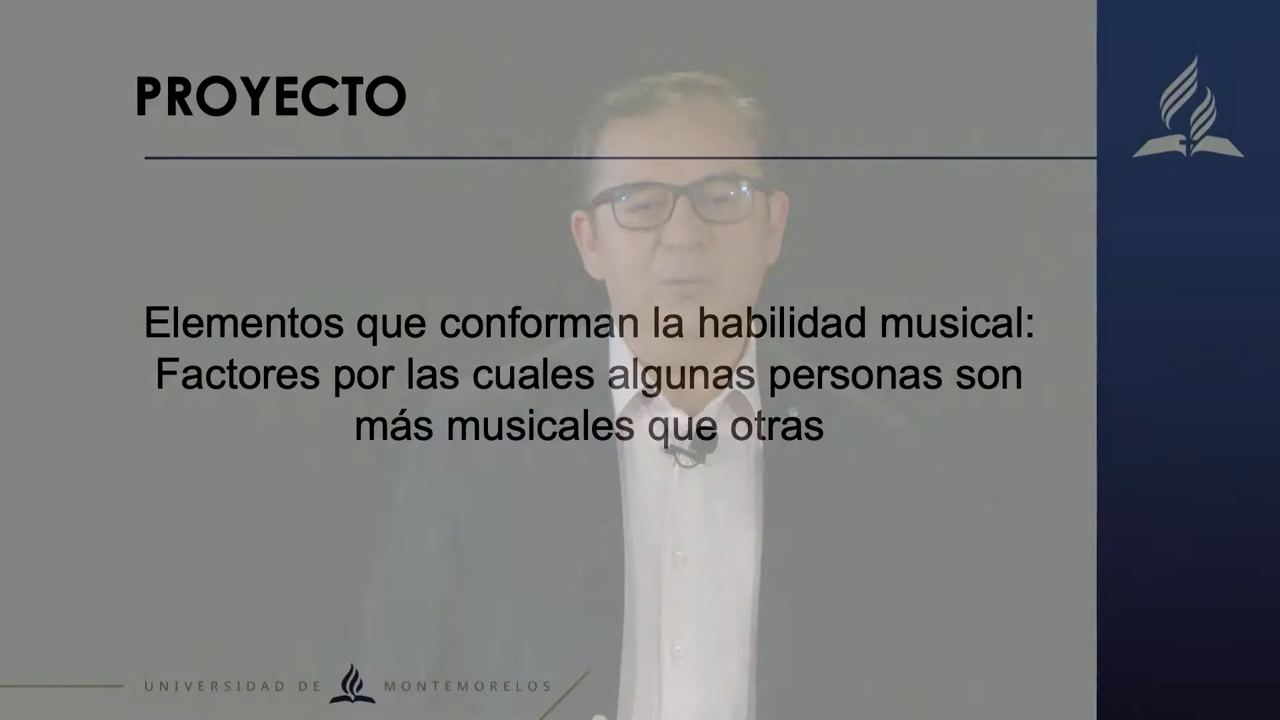 PROYECTO
Elementos que conforman la habilidad musical:
Factores por las cuales algunas personas son
más musicales que otras
UNIVERSIDAD DE MONTEMORELOS